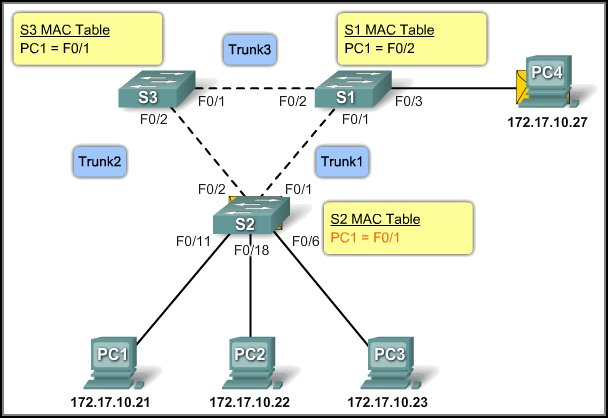 S3 MAC Table
PC1 = F0/1
Trunk3
S1 MAC Table
PC1 = F0/2
PC4
172.17.10.27
S3
F0/1
F0/2
S1
F0/3
F0/2
F0/1
Trunk2
Trunk1
F0/2
F0/1
S2 MAC Table
PC1 = F0/1
S2
F0/11
F0/18
F0/6
PC1
PC2
PC3
172.17.10.21
172.17.10.22
172.17.10.23